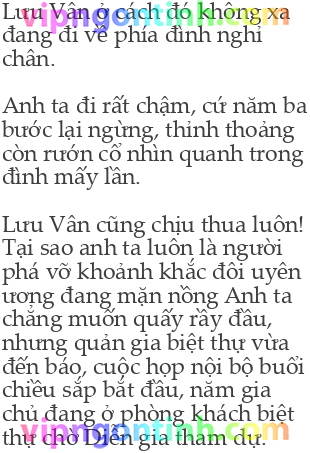 Lưu Vân ở cách đó không xa
đang đi về phía đình nghỉ
chân.
Anh ta đi rất chậm, cứ năm ba
bước lại ngừng, thỉnh thoảng
còn rướn cổ nhìn quanh trong
đình mấy lần.
Lưu Vân cũng chịu thua luôn!
Tại sao anh ta luôn là người
phá vỡ khoảnh khắc đôi uyên
ương đang mặn nồng Anh ta
chẳng muốn quấy rầy đâu,
nhưng quản gia biệt thự vừa
đến báo, cuộc họp nội bộ buổi
chiều sắp bắt đầu, năm gia
chủ đang ở phòng khách biệt
thự chờ Diễn gia tham dự.
vipngontinh.com
vipngontinh.com